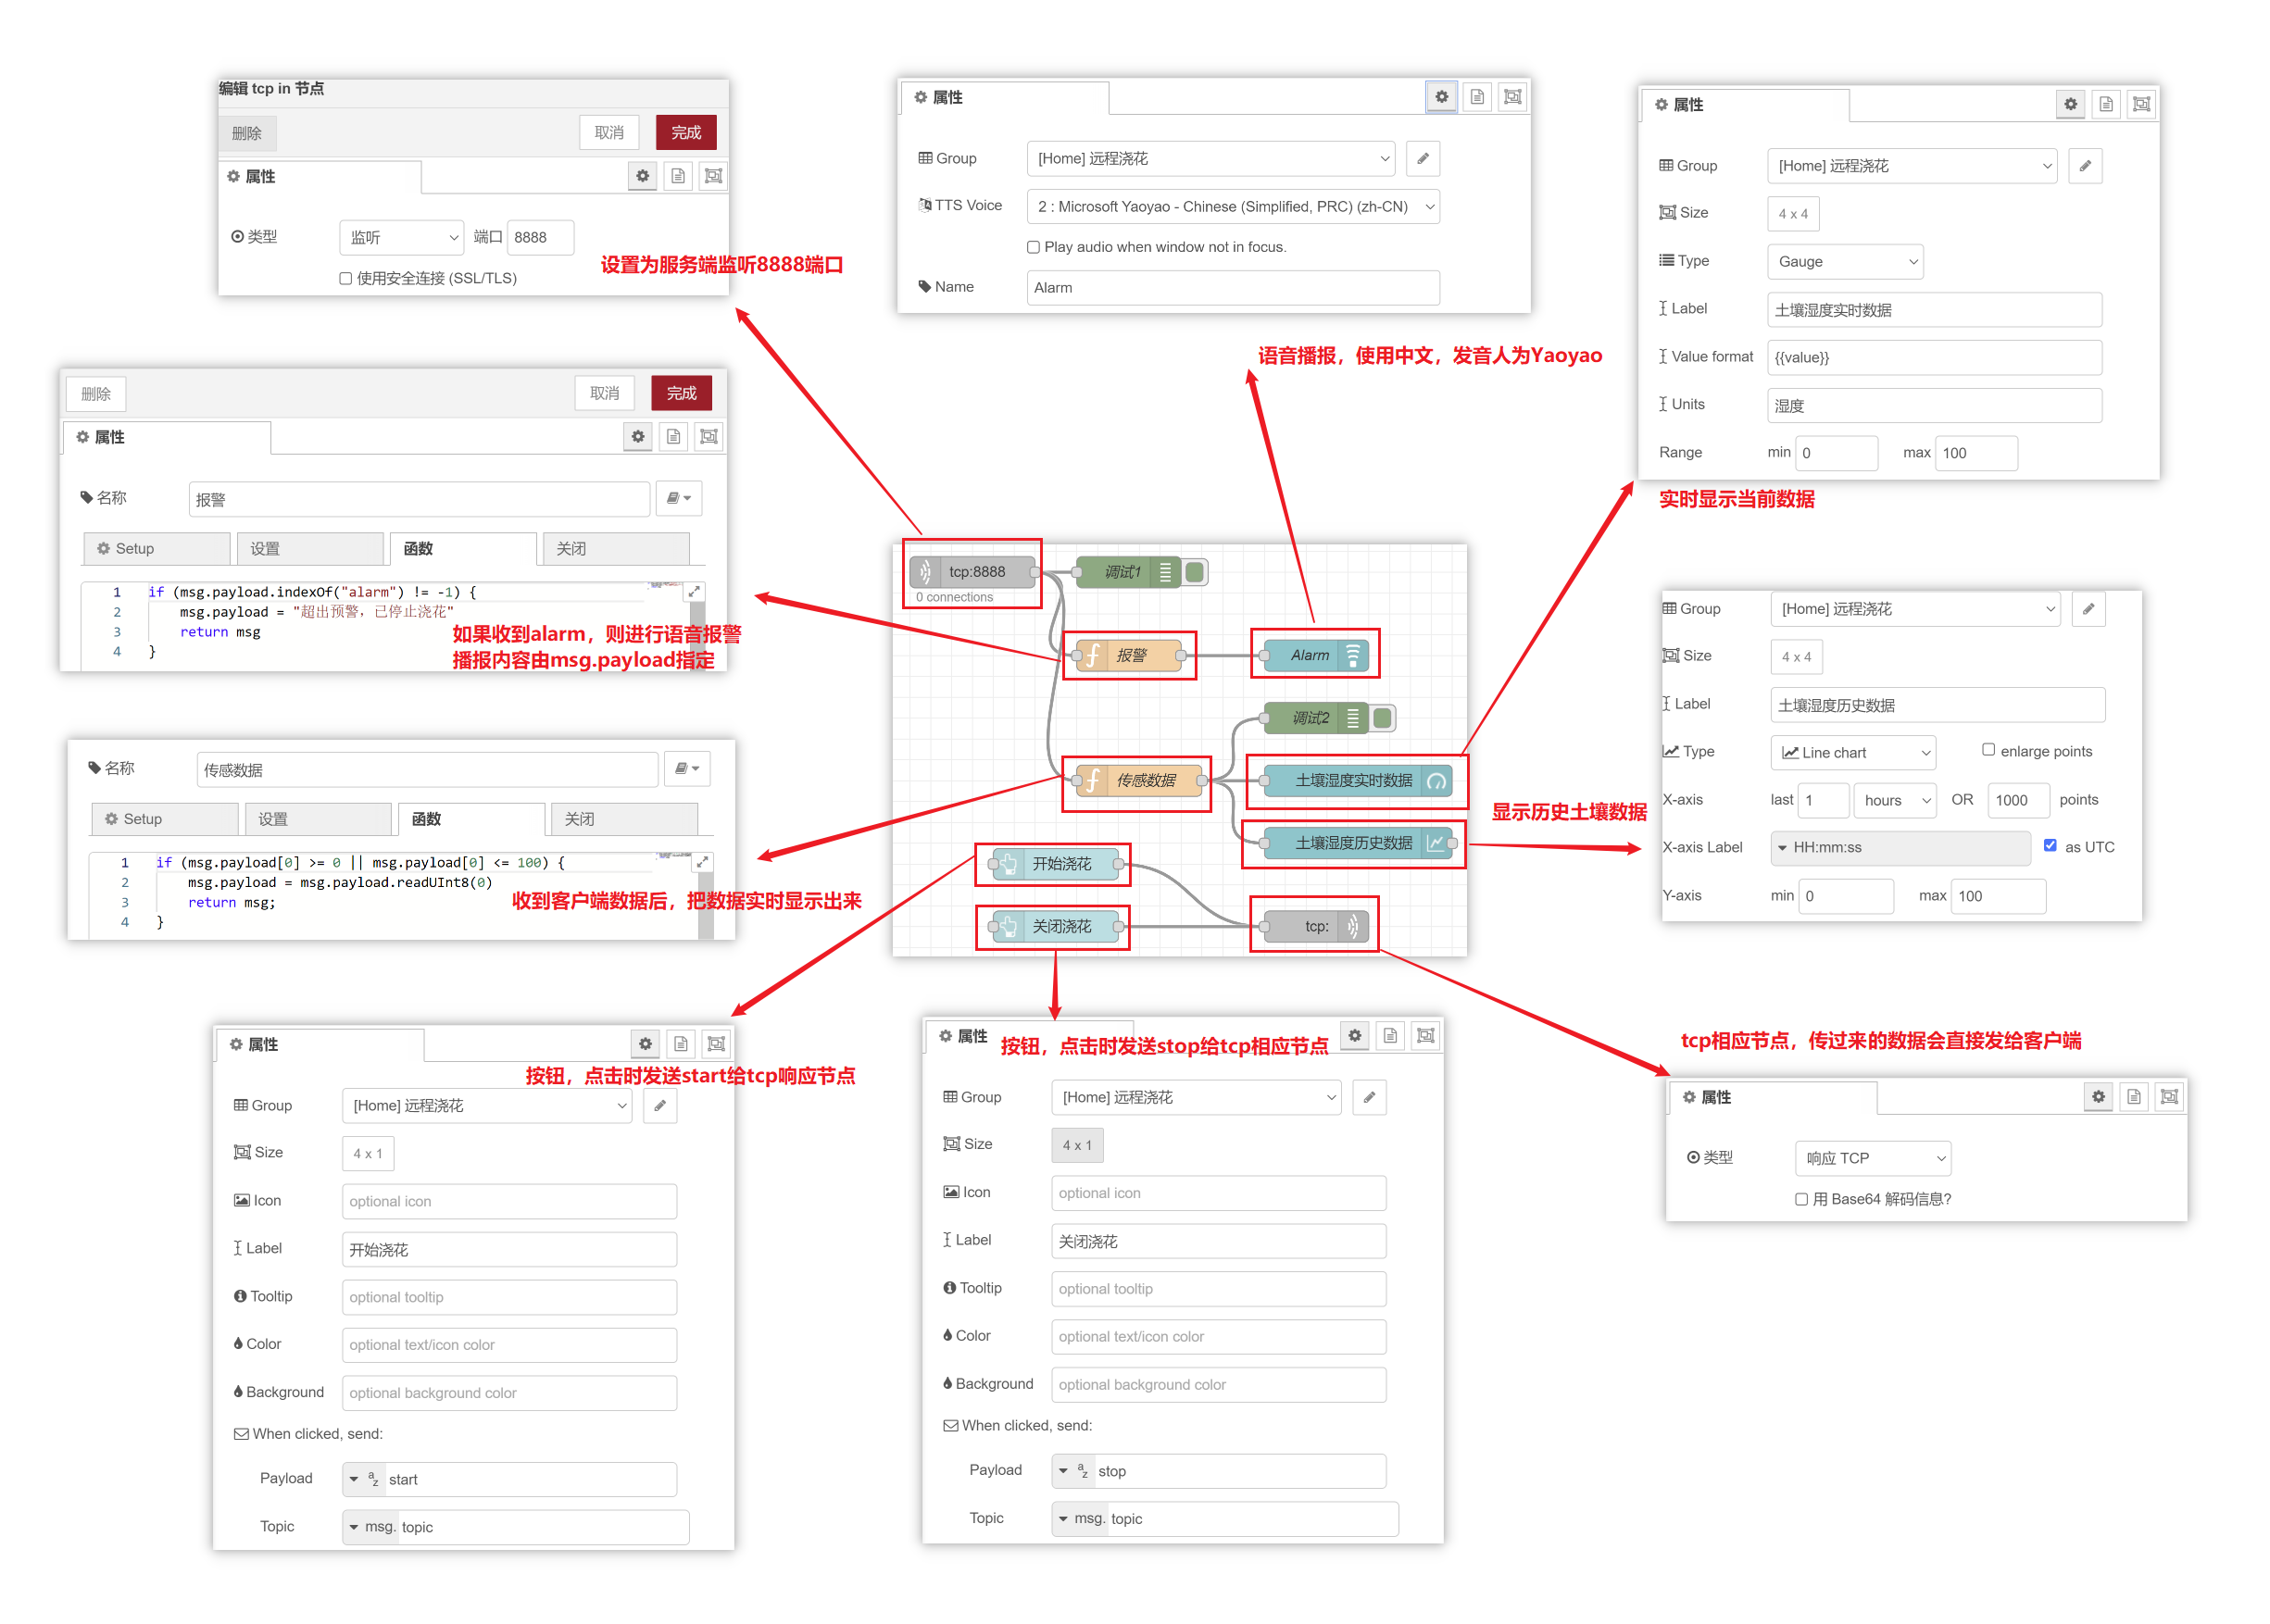 编辑 tcp in 节点
删除
取消
完成
属性
类型
监听
端口
8888
使用安全连接 (SSL/TLS)
设置为服务端监听8888端口
属性
Group
[Home] 远程浇花
TTS Voice
2 : Microsoft Yaoyao - Chinese (Simplified, PRC) (zh-CN)
Play audio when window not in focus.
Name
Alarm
语音播报，使用中文，发音人为Yaoyao
属性
Group
[Home] 远程浇花
Size
4 x 4
Type
Gauge
Label
土壤湿度实时数据
Value format
{{value}}
Units
湿度
Range
min
0
max
100
实时显示当前数据
删除
取消
完成
属性
名称
报警
Setup
设置
函数
关闭
1 if (msg.payload.indexOf("alarm") != -1) {
2 msg.payload = "超出预警，已停止浇花"
3 return msg
4 }
如果收到alarm，则进行语音报警
播报内容由msg.payload指定
tcp:8888
0 connections
调试1
报警
Alarm
调试2
传感数据
土壤湿度实时数据
土壤湿度历史数据
开始浇花
关闭浇花
tcp:
显示历史土壤数据
Group
[Home] 远程浇花
Size
4 x 4
Label
土壤湿度历史数据
Type
Line chart
enlarge points
X-axis
last
1
hours
OR
1000
points
X-axis Label
HH:mm:ss
as UTC
Y-axis
min
0
max
100
名称
传感数据
Setup
设置
函数
关闭
1 if (msg.payload[0] >= 0 || msg.payload[0] <= 100) {
2 msg.payload = msg.payload.readUInt8(0)
3 return msg;
4 }
收到客户端数据后，把数据实时显示出来
属性
按钮，点击时发送start给tcp响应节点
Group
[Home] 远程浇花
Size
4 x 1
Icon
optional icon
Label
开始浇花
Tooltip
optional tooltip
Color
optional text/icon color
Background
optional background color
When clicked, send:
Payload
az start
Topic
msg. topic
属性
按钮，点击时发送stop给tcp相应节点
Group
[Home] 远程浇花
Size
4 x 1
Icon
optional icon
Label
关闭浇花
Tooltip
optional tooltip
Color
optional text/icon color
Background
optional background color
When clicked, send:
Payload
az stop
Topic
msg. topic
tcp相应节点，传过来的数据会直接发给客户端
属性
类型
响应 TCP
用 Base64 解码信息?